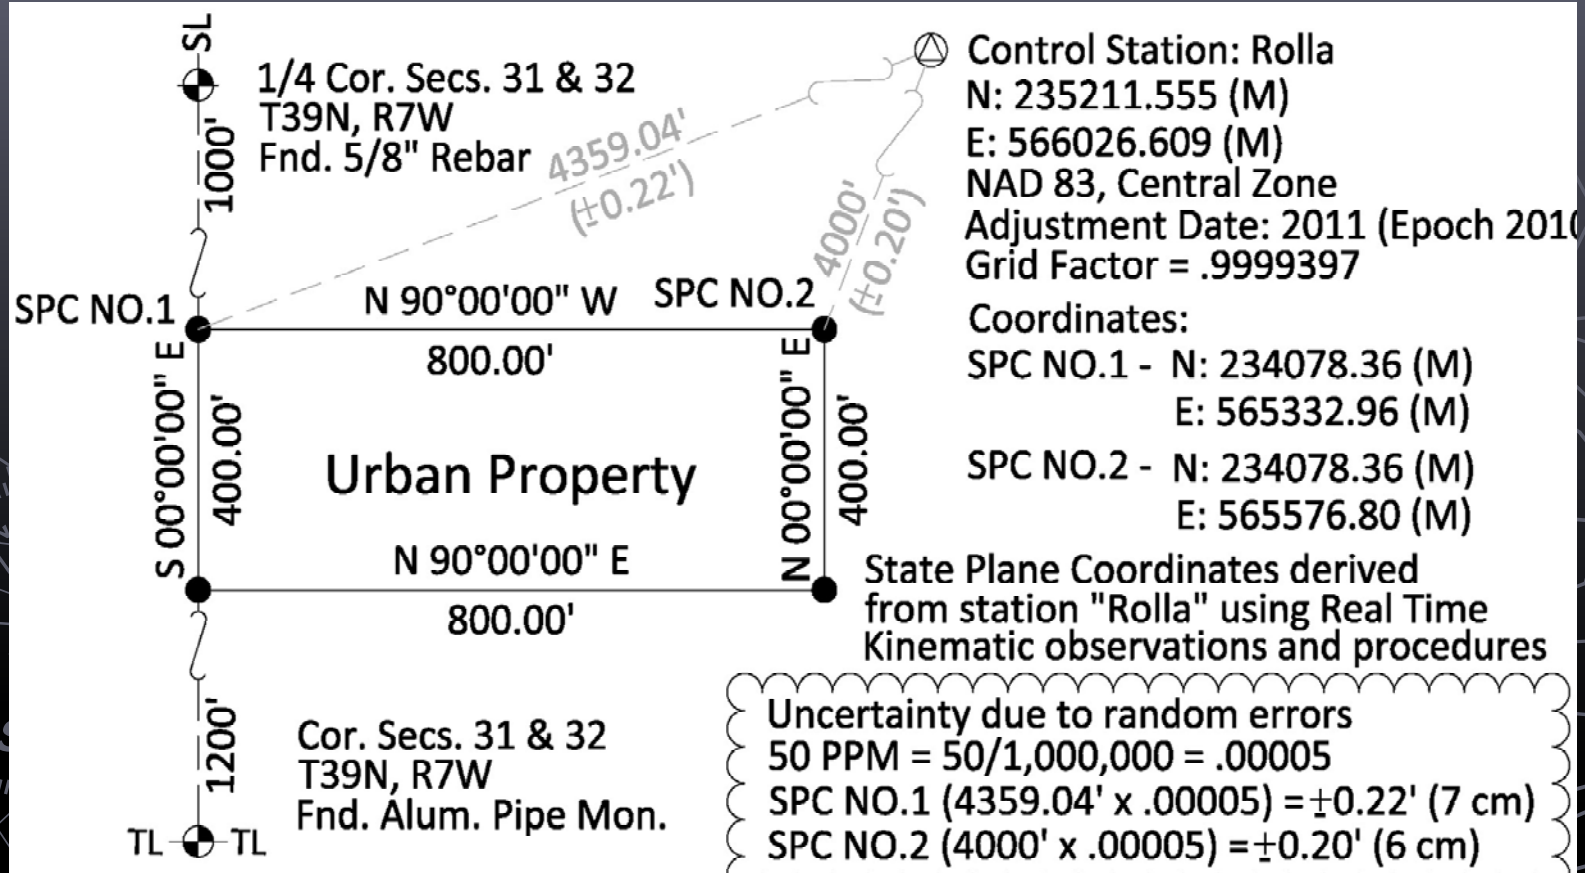 SL
1/4 Cor. Secs. 31 & 32
T39N, R7W
Fnd. 5/8" Rebar
1000'
4359.04'
(±0.22')
4000'
(±0.20')
Control Station: Rolla
N: 235211.555 (M)
E: 566026.609 (M)
NAD 83, Central Zone
Adjustment Date: 2011 (Epoch 2010
Grid Factor = .9999397
SPC NO.1
N 90°00'00" W
SPC NO.2
800.00'
Coordinates:
SPC NO.1 - N: 234078.36 (M)
E: 565332.96 (M)
SPC NO.2 - N: 234078.36 (M)
E: 565576.80 (M)
S 00°00'00" E
400.00'
Urban Property
N 00°00'00" E
400.00'
N 90°00'00" E
800.00'
State Plane Coordinates derived
from station "Rolla" using Real Time
Kinematic observations and procedures
1200'
Cor. Secs. 31 & 32
T39N, R7W
Fnd. Alum. Pipe Mon.
TL TL
Uncertainty due to random errors
50 PPM = 50/1,000,000 = .00005
SPC NO.1 (4359.04' x .00005) =±0.22' (7 cm)
SPC NO.2 (4000' x .00005) =±0.20' (6 cm)